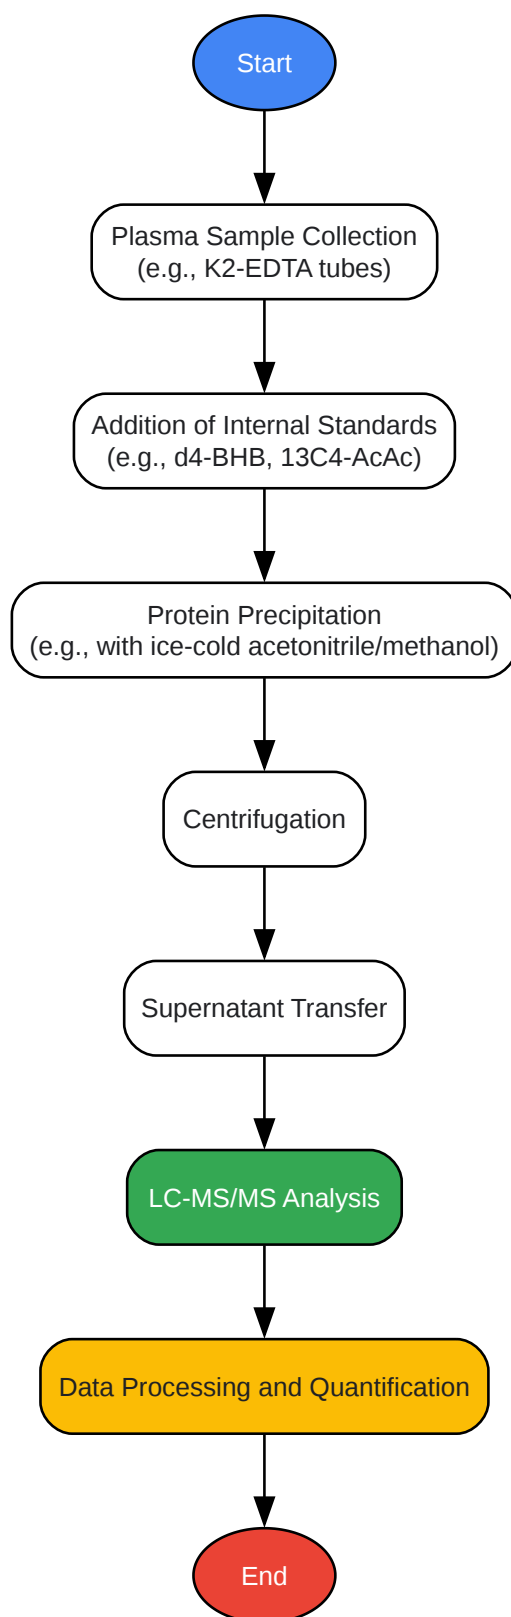 Start
Plasma Sample Collection
(e.g., K2-EDTA tubes)
Addition of Internal Standards
(e.g., d4-BHB, 13C4-AcAc)
Protein Precipitation
(e.g., with ice-cold acetonitrile/methanol)
Centrifugation
Supernatant Transfer
LC-MS/MS Analysis
Data Processing and Quantification
End